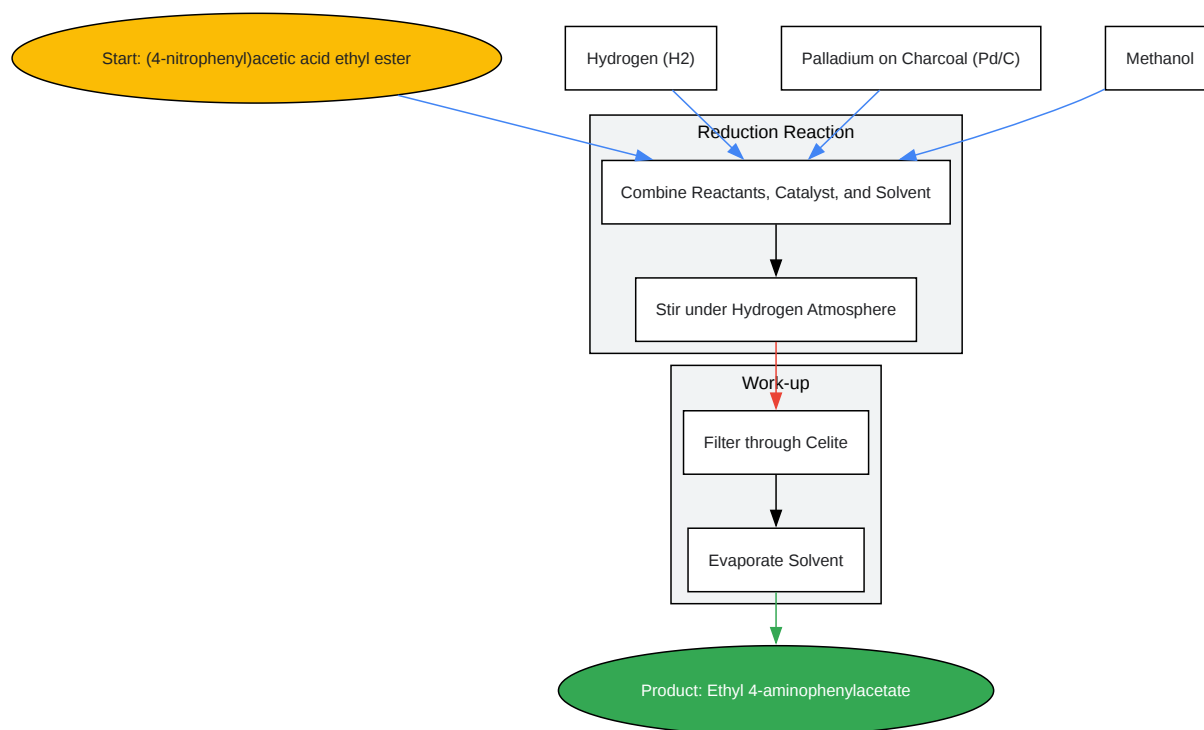 Start: (4-nitrophenyl)acetic acid ethyl ester
Hydrogen (H2)
Palladium on Charcoal (Pd/C)
Methanol
Reduction Reaction
Combine Reactants, Catalyst, and Solvent
Stir under Hydrogen Atmosphere
Work-up
Filter through Celite
Evaporate Solvent
Product: Ethyl 4-aminophenylacetate